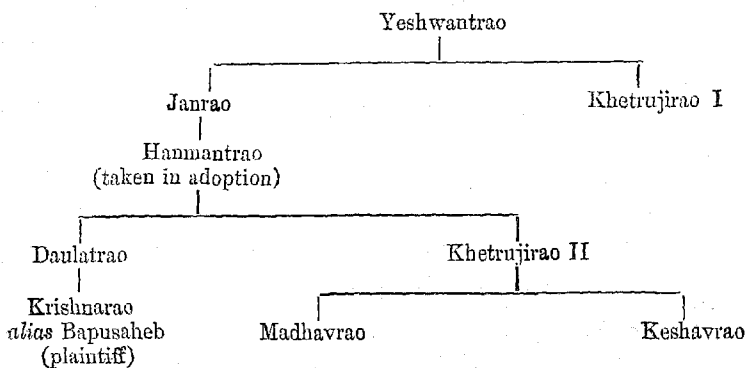 Yeshwantrao
Janrao
Khetrujirao I
Hanmantrao
(taken in adoption)
Daulatrao
Khetrujirao II
Krishnarao
alias Bapusaheb
(plaintiff)
Madhavrao
Keshavrao